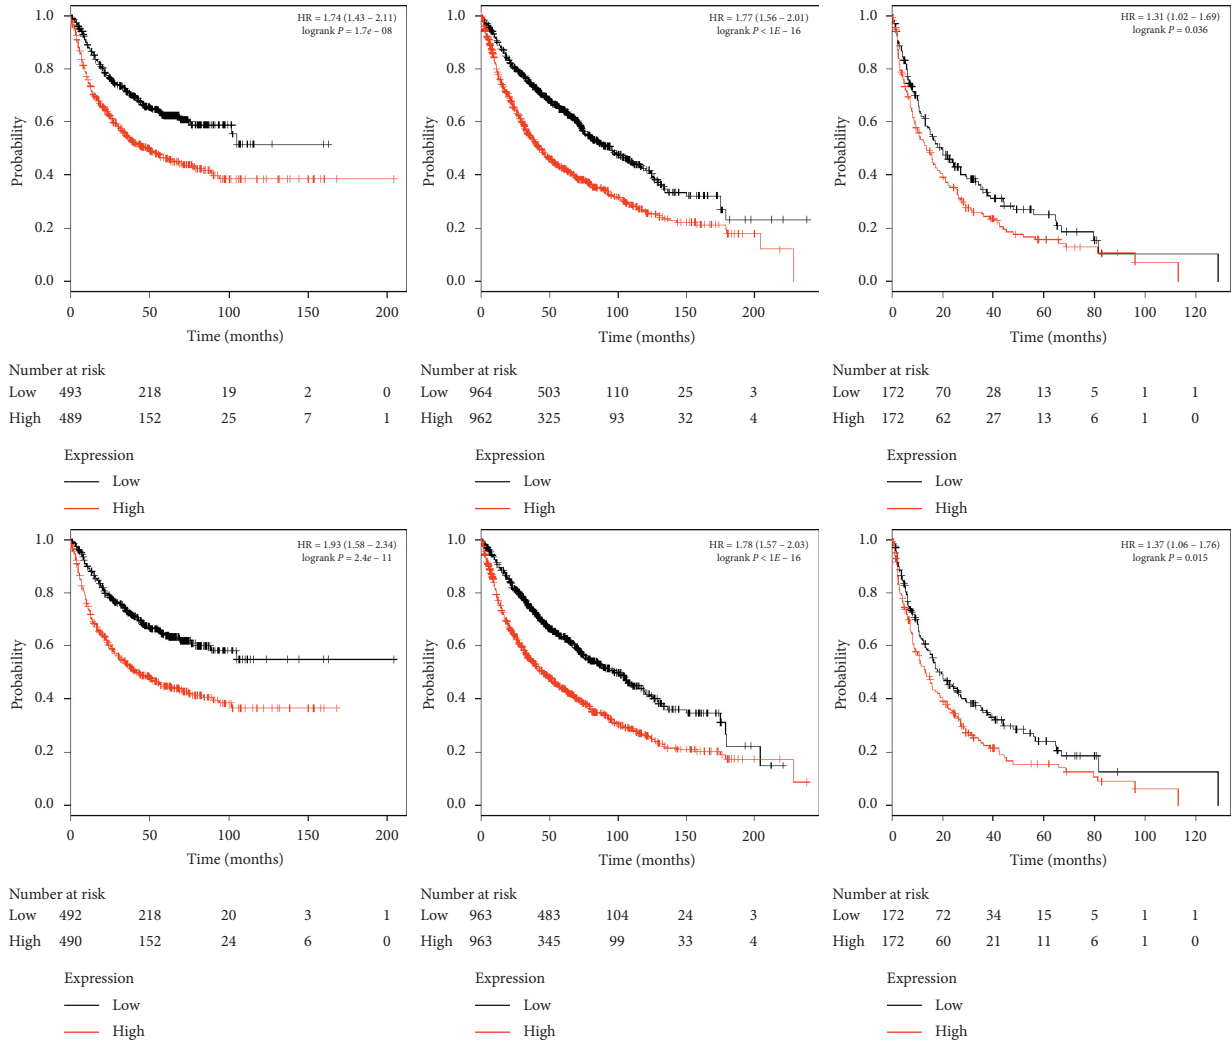 HR = 1.74 (1.43 – 2.11)
logrank P = 1.7e – 08
Probability
1.0
0.8
0.6
0.4
0.2
0.0
0 50 100 150 200
Time (months)
Number at risk
Low 493 218 19 2 0
High 489 152 25 7 1
Expression
Low
High
HR = 1.77 (1.56 – 2.01)
logrank P < 1E – 16
Probability
1.0
0.8
0.6
0.4
0.2
0.0
0 50 100 150 200
Time (months)
Number at risk
Low 964 503 110 25 3
High 962 325 93 32 4
Expression
Low
High
HR = 1.31 (1.02 – 1.69)
logrank P = 0.036
Probability
1.0
0.8
0.6
0.4
0.2
0.0
0 20 40 60 80 100 120
Time (months)
Number at risk
Low 172 70 28 13 5 1 1
High 172 62 27 13 6 1 0
Expression
Low
High
HR = 1.93 (1.58 – 2.34)
logrank P = 2.4e – 11
Probability
1.0
0.8
0.6
0.4
0.2
0.0
0 50 100 150 200
Time (months)
Number at risk
Low 492 218 20 3 1
High 490 152 24 6 0
Expression
Low
High
HR = 1.78 (1.57 – 2.03)
logrank P < 1E – 16
Probability
1.0
0.8
0.6
0.4
0.2
0.0
0 50 100 150 200
Time (months)
Number at risk
Low 963 483 104 24 3
High 963 345 99 33 4
Expression
Low
High
HR = 1.37 (1.06 – 1.76)
logrank P = 0.015
Probability
1.0
0.8
0.6
0.4
0.2
0.0
0 20 40 60 80 100 120
Time (months)
Number at risk
Low 172 72 34 15 5 1 1
High 172 60 21 11 6 1 0
Expression
Low
High